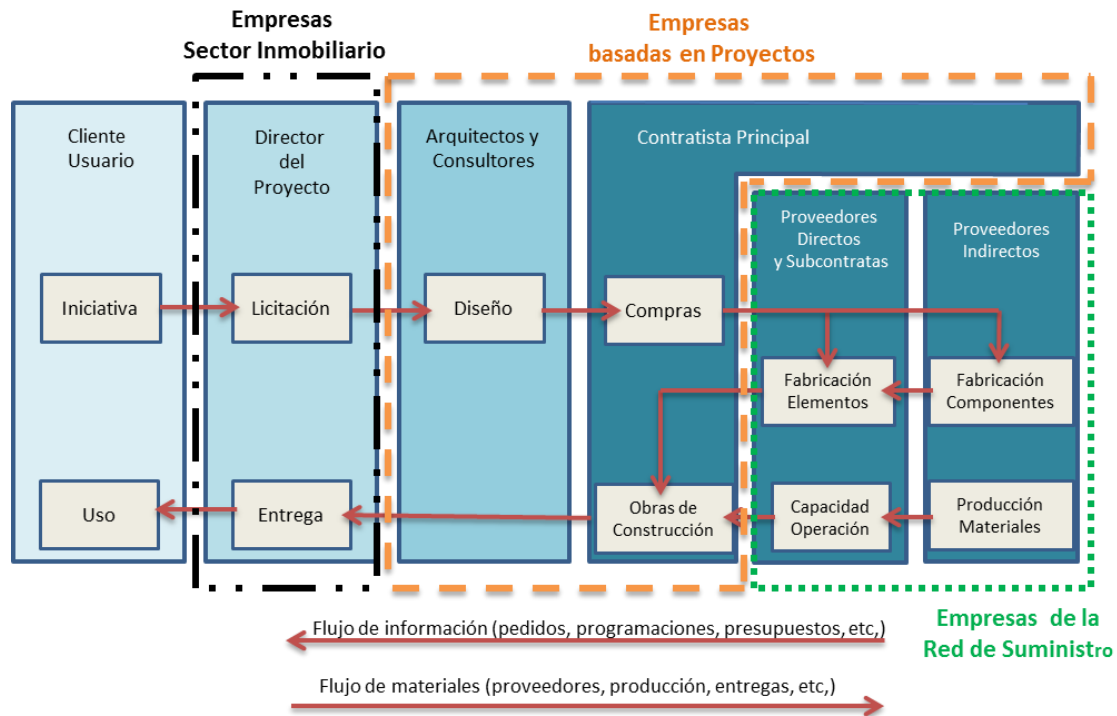 Empresas
Sector Inmobiliario
Empresas
basadas en Proyectos
Cliente
Usuario
Director
del
Proyecto
Arquitectos y
Consultores
Contratista Principal
Proveedores
Directos
y Subcontratas
Proveedores
Indirectos
Iniciativa
Licitación
Diseño
Compras
Fabricación
Elementos
Fabricación
Componentes
Uso
Entrega
Obras de
Construcción
Capacidad
Operación
Producción
Materiales
Flujo de información (pedidos, programaciones, presupuestos, etc,)
Empresas de la
Red de Suministro
Flujo de materiales (proveedores, producción, entregas, etc,)